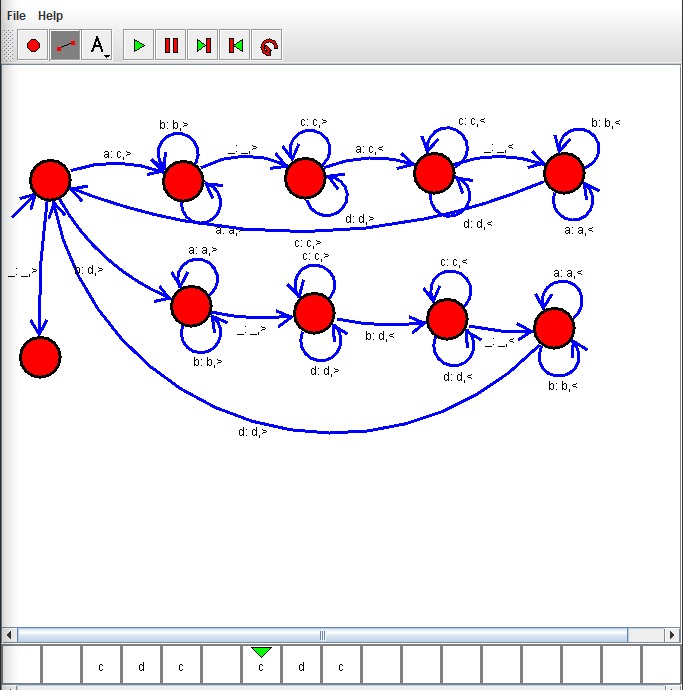 File Help
A
b: b,> c: c,> c: c,< b: b,<
a: c,> _: _,> a: c,< _: _,<
a: a,> d: d,> d: d,< a: a,<
c: c,>
a: a,> c: c,> c: c,< a: a,<
_: _,> b: d,>
_: _,> b: d,< _: _,<
b: b,> d: d,> d: d,< b: b,<
d: d,>
c d c c d c